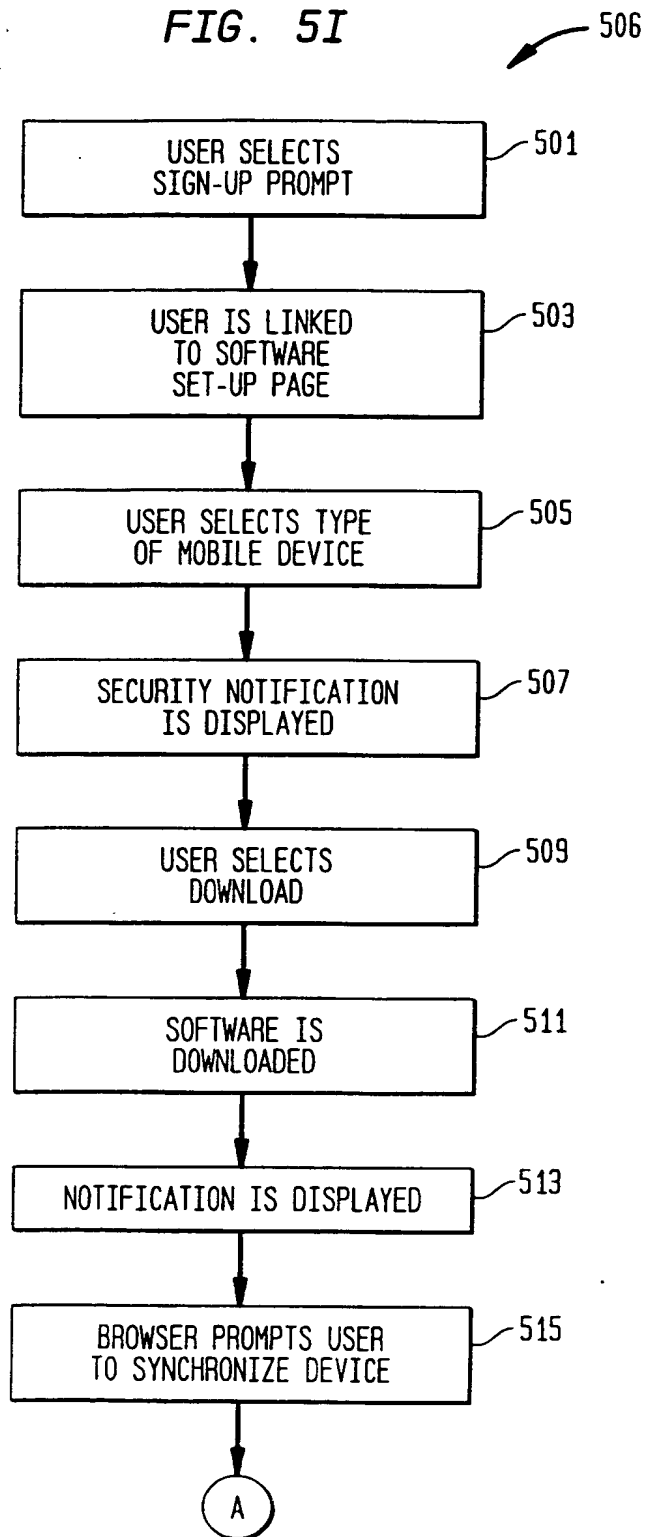 FIG. 5I
506
USER SELECTS
SIGN-UP PROMPT
501
USER IS LINKED
TO SOFTWARE
SET-UP PAGE
503
USER SELECTS TYPE
OF MOBILE DEVICE
505
SECURITY NOTIFICATION
IS DISPLAYED
507
USER SELECTS
DOWNLOAD
509
SOFTWARE IS
DOWNLOADED
511
NOTIFICATION IS DISPLAYED
513
BROWSER PROMPTS USER
TO SYNCHRONIZE DEVICE
515
A